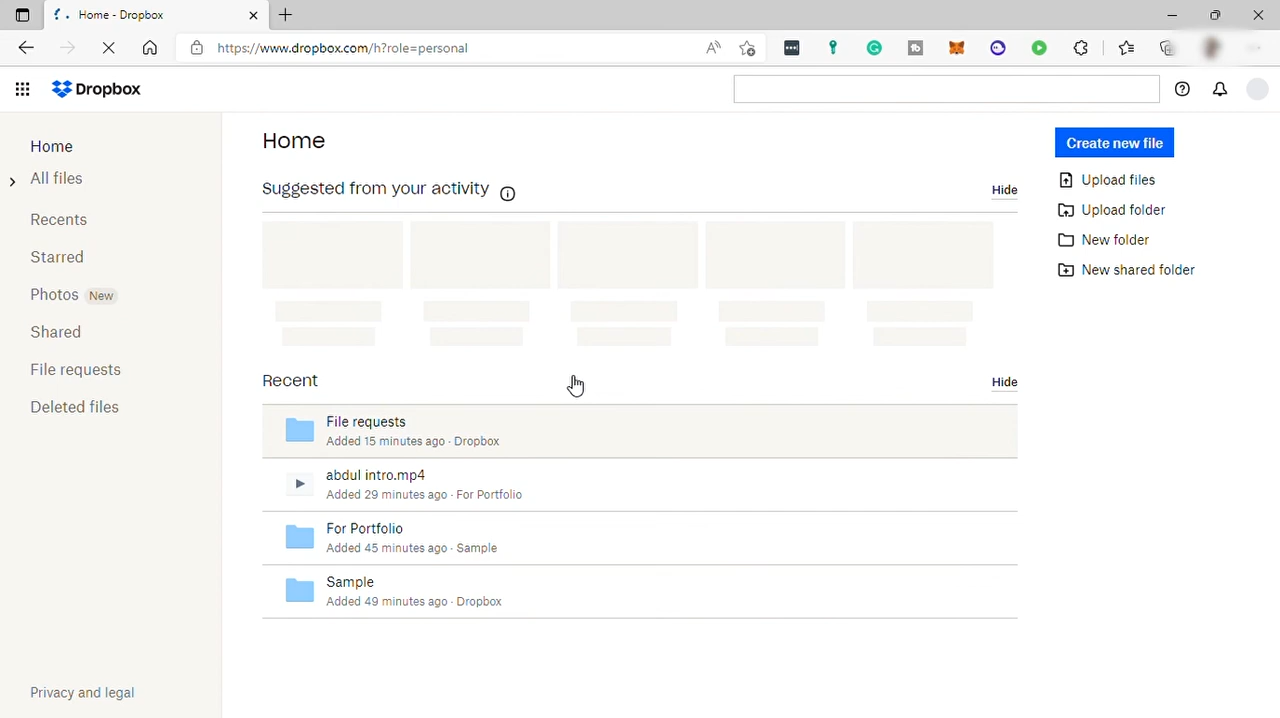 Home - Dropbox
https://www.dropbox.com/h?role=personal
Dropbox
Home
All files
Recents
Starred
Photos New
Shared
File requests
Deleted files
Privacy and legal
Home
Suggested from your activity
Hide
Recent
Hide
File requests
Added 15 minutes ago · Dropbox
abdul intro.mp4
Added 29 minutes ago · For Portfolio
For Portfolio
Added 45 minutes ago · Sample
Sample
Added 49 minutes ago · Dropbox
Create new file
Upload files
Upload folder
New folder
New shared folder